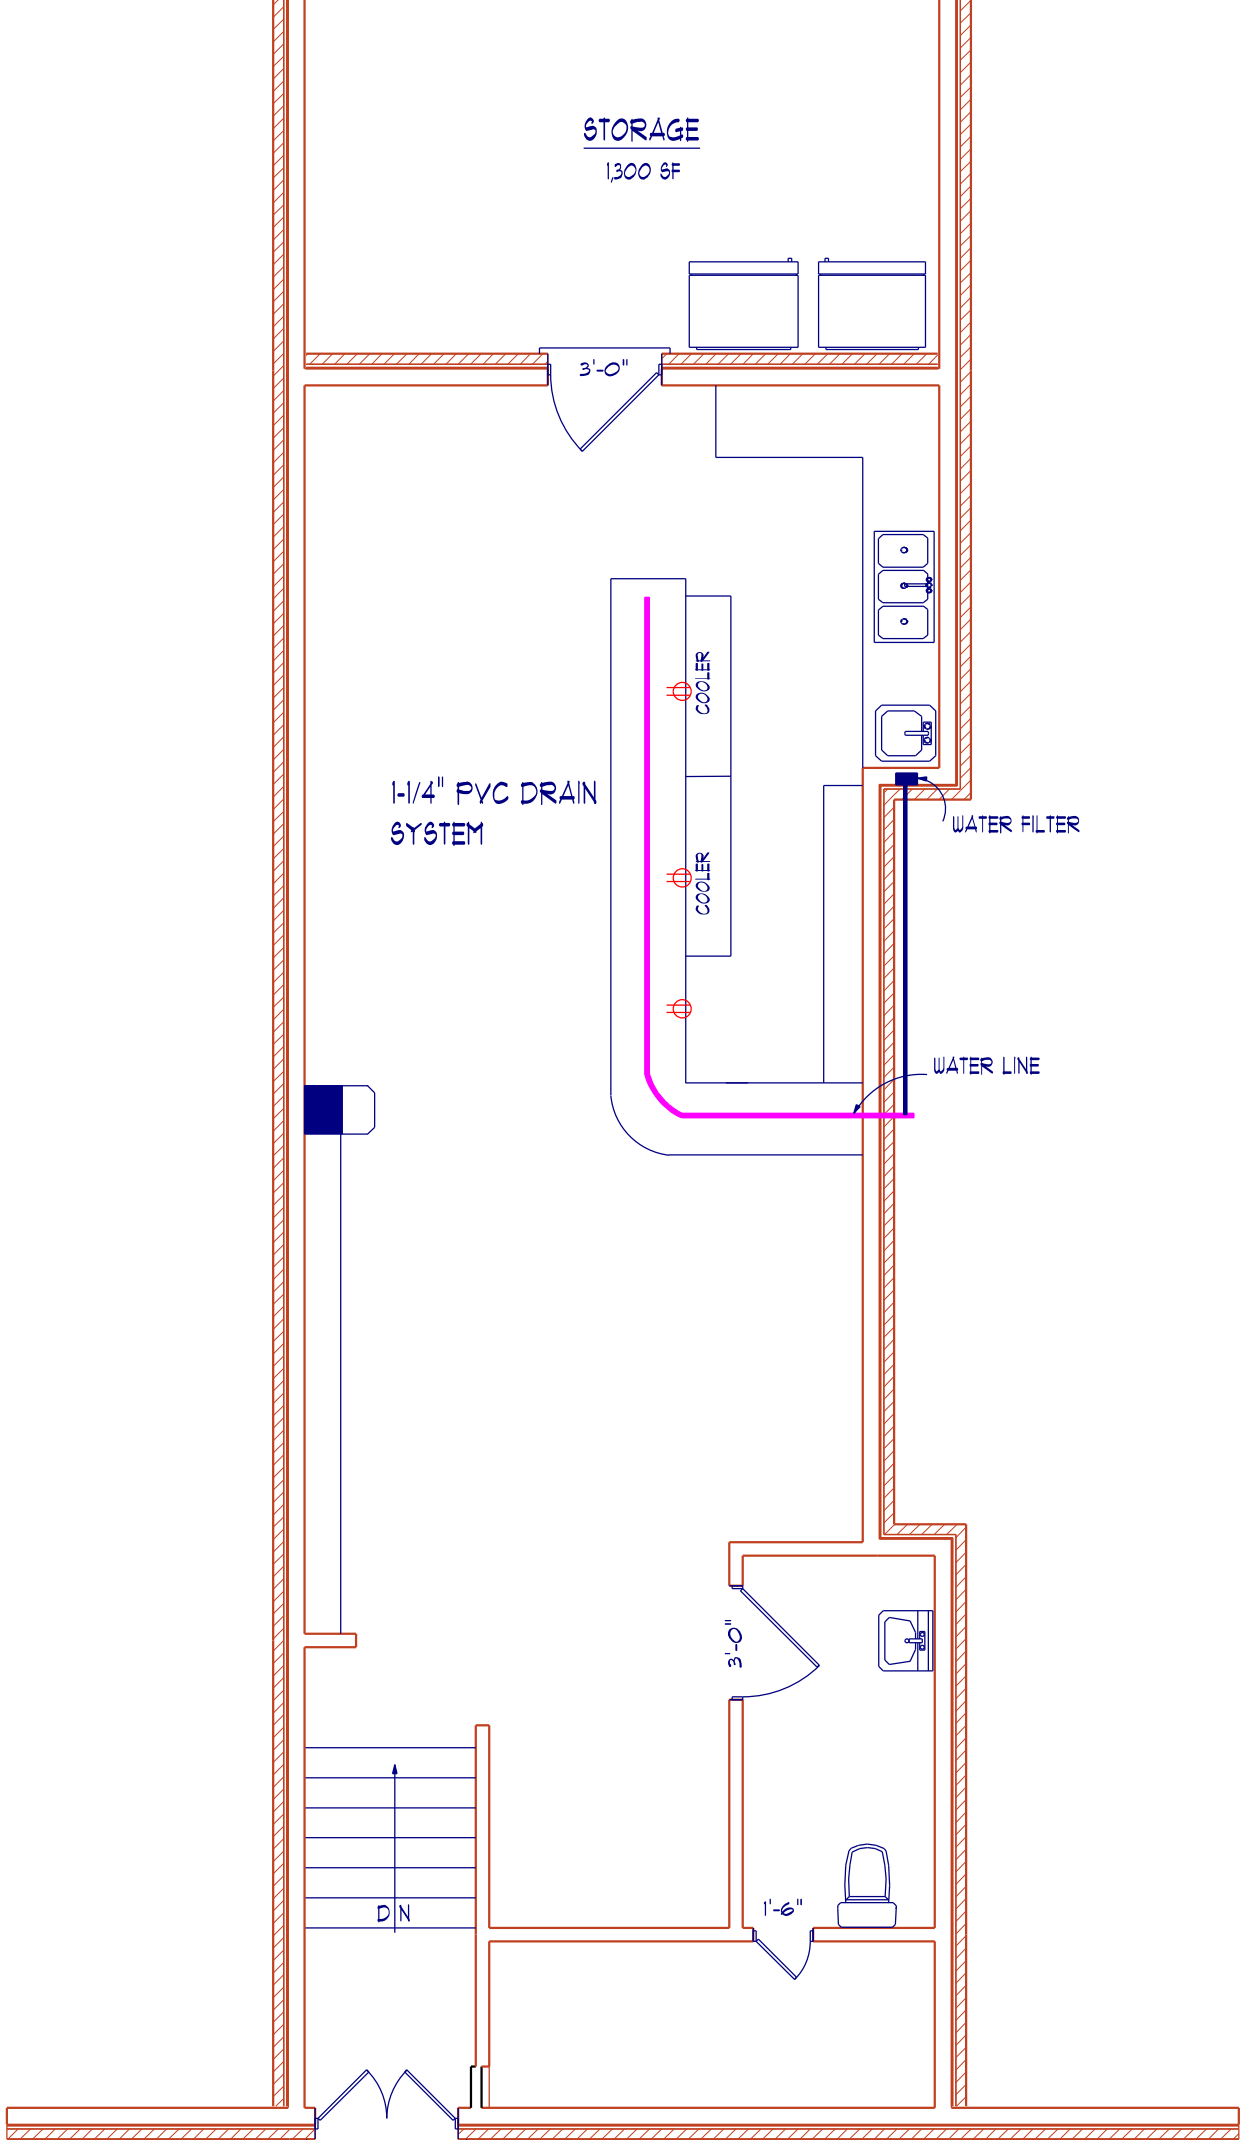 STORAGE
1,300 SF
3'-0"
COOLER
1-1/4" PVC DRAIN
SYSTEM
WATER FILTER
COOLER
WATER LINE
3'-0"
1'-6"
DN